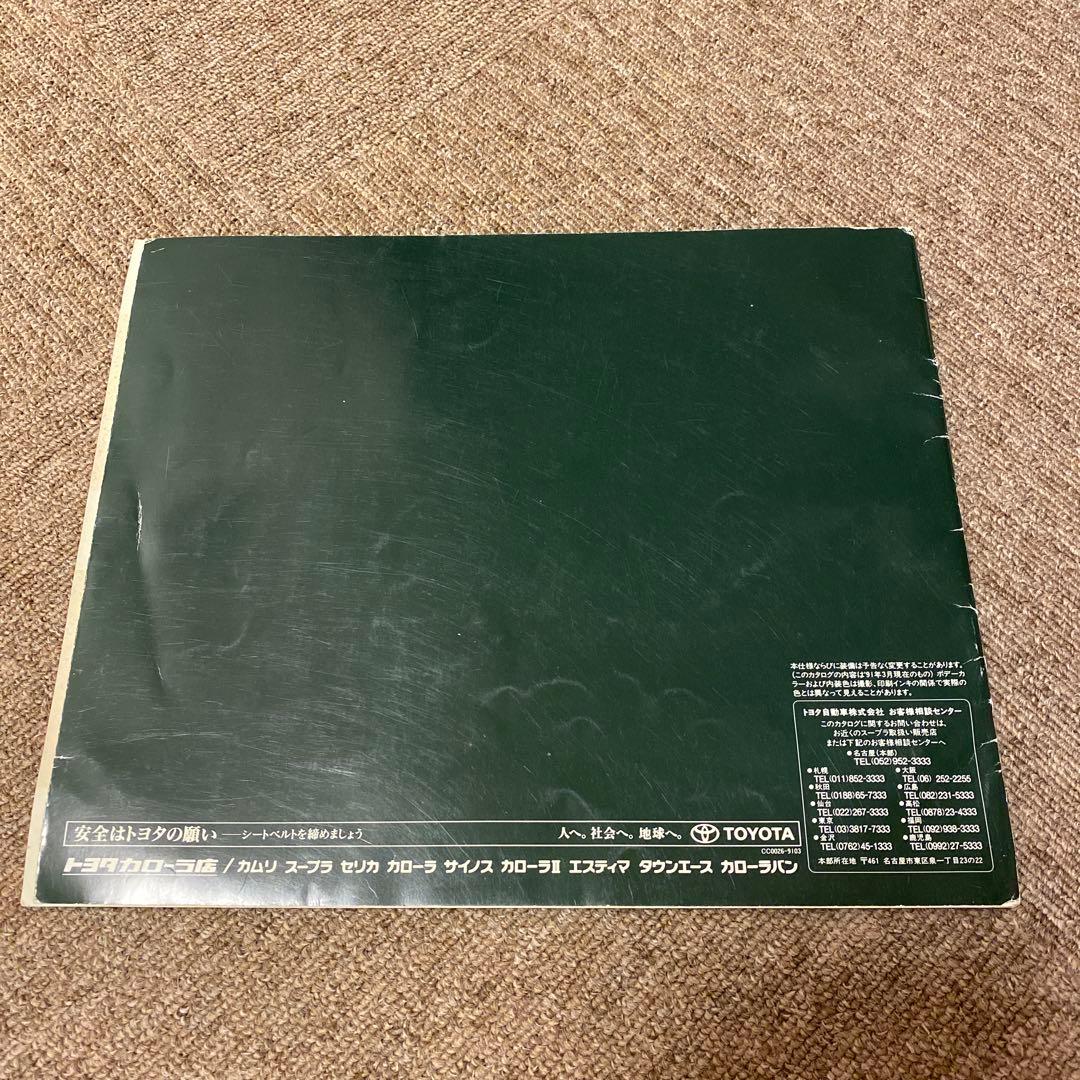 本仕様ならびに装備は予告なく変更することがあります。
(このカタログの内容は'91年3月現在のもの) ボデーカ
ラーおよび内装色は撮影、印刷インキの関係で実際の
色とは異なって見えることがあります。
トヨタ自動車株式会社 お客様相談センター
このカタログに関するお問い合わせは、
お近くのスープラ取扱い販売店
または下記のお客様相談センターへ
●名古屋(本部)
TEL(052)952-3333
●札幌 ●大阪
TEL(011)852-3333 TEL(06) 252-2255
●秋田 ●広島
TEL(0188)65-7333 TEL(082)231-5333
●仙台 ●高松
TEL(022)267-3333 TEL(0878)23-4333
●東京 ●福岡
TEL(03)3817-7333 TEL(092)938-3333
●金沢 ●鹿児島
TEL(0762)45-1333 TEL(0992)27-5333
本部所在地 〒461 名古屋市東区泉一丁目23の22
安全はトヨタの願い——シートベルトを締めましょう 人へ。社会へ。地球へ。 TOYOTA
CC0026-9103
トヨタカローラ店/カムリ スープラ セリカ カローラ サイノス カローラⅡ エスティマ タウンエース カローラバン